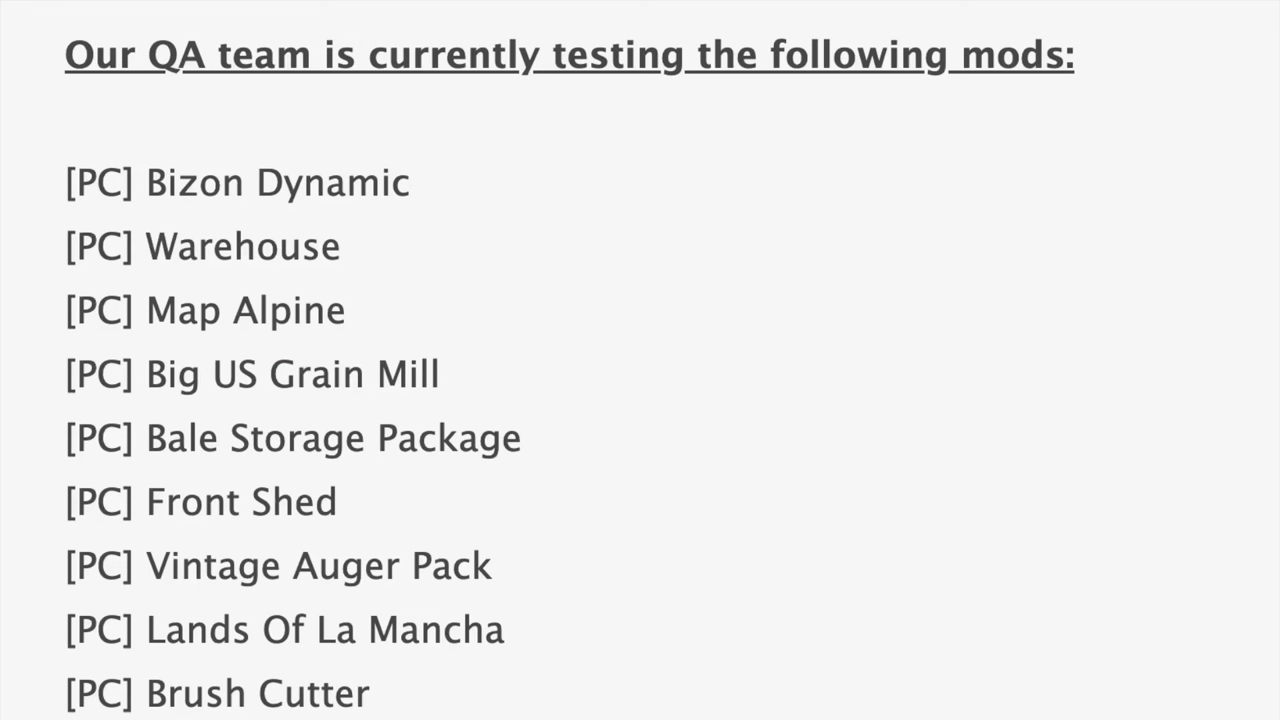 Our QA team is currently testing the following mods:
[PC] Bizon Dynamic
[PC] Warehouse
[PC] Map Alpine
[PC] Big US Grain Mill
[PC] Bale Storage Package
[PC] Front Shed
[PC] Vintage Auger Pack
[PC] Lands Of La Mancha
[PC] Brush Cutter